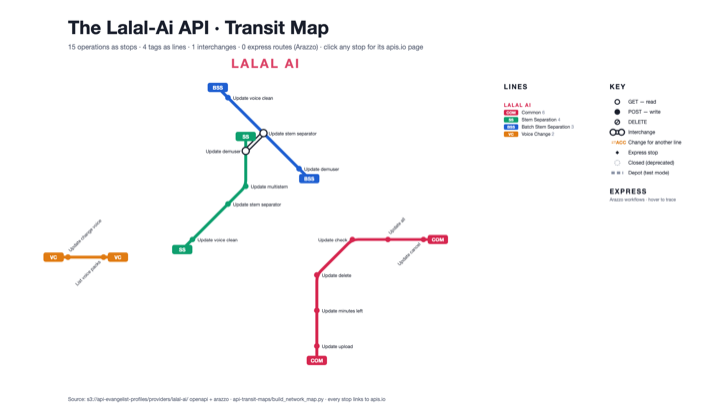 The Lalal-Ai API · Transit Map
15 operations as stops · 4 tags as lines · 1 interchanges · 0 express routes (Arazzo) · click any stop for its apis.io page
LALAL AI
BSS
Update voice clean
SS
Update stem separator
Update demuser
Update demuser
BSS
Update multistem
Update stem separator
Update voice clean
SS
VC
Update change voice
List voice packs
VC
Update check
Update all
Update cancel
COM
Update delete
Update minutes left
Update upload
COM
LINES
LALAL AI
COM Common 6
SS Stem Separation 4
BSS Batch Stem Separation 3
VC Voice Change 2
KEY
GET — read
POST — write
DELETE
Interchange
Change for another line
Express stop
Closed (deprecated)
Depot (test mode)
EXPRESS
Arazzo workflows · hover to trace
Source: s3://api-evangelist-profiles/providers/lalal-ai/ openapi + arazzo · api-transit-maps/build_network_map.py · every stop links to apis.io